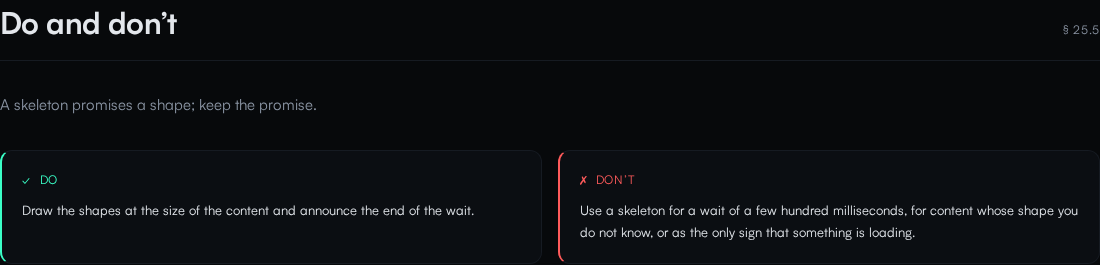 Do and don’t
§ 25.5
A skeleton promises a shape; keep the promise.
✓ DO
Draw the shapes at the size of the content and announce the end of the wait.
✗ DON’T
Use a skeleton for a wait of a few hundred milliseconds, for content whose shape you
do not know, or as the only sign that something is loading.